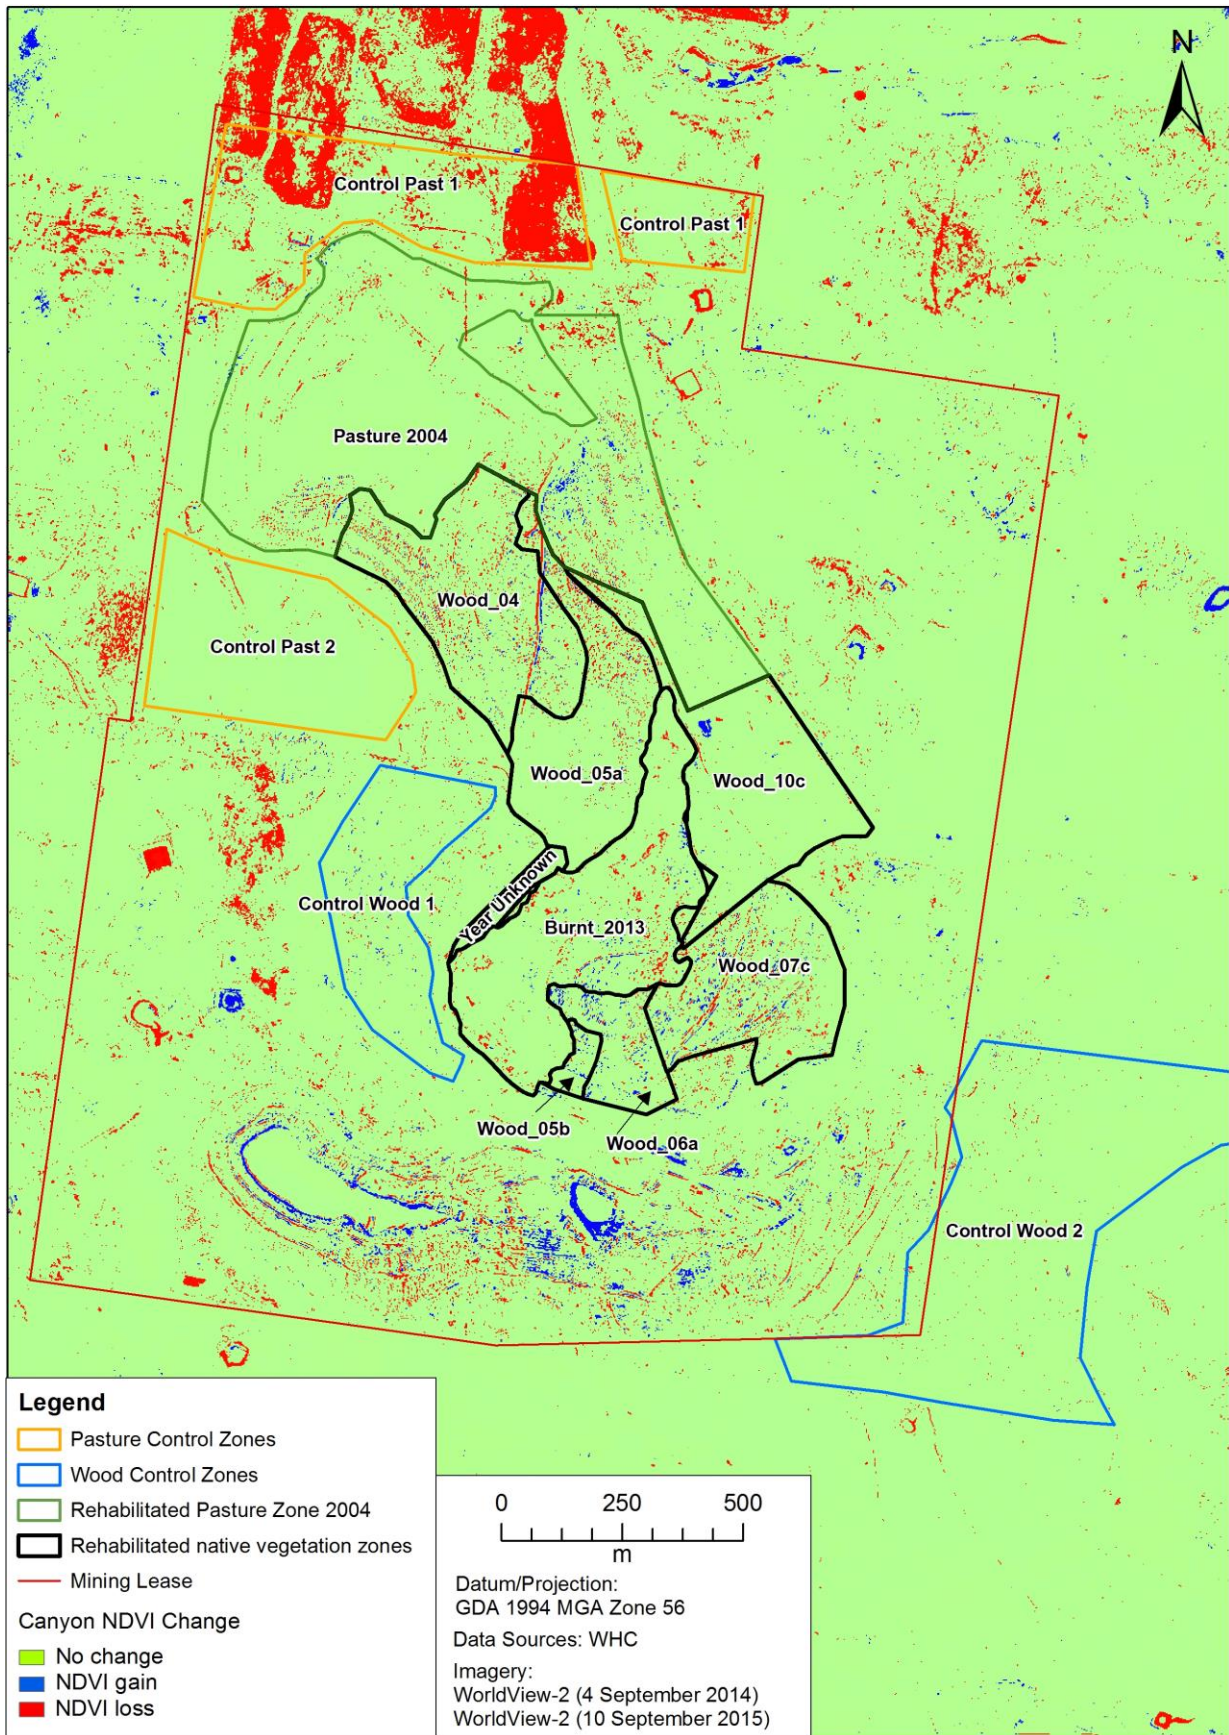 N
Control Past 1
Control Past 1
Pasture 2004
Wood_04
Control Past 2
Wood_05a
Wood_10c
Year Unknown
Control Wood 1
Burnt_2013
Wood_07c
Wood_05b
Wood_06a
Control Wood 2
Legend
Pasture Control Zones
Wood Control Zones
Rehabilitated Pasture Zone 2004
Rehabilitated native vegetation zones
Mining Lease
Canyon NDVI Change
No change
NDVI gain
NDVI loss
0 250 500
m
Datum/Projection:
GDA 1994 MGA Zone 56
Data Sources: WHC
Imagery:
WorldView-2 (4 September 2014)
WorldView-2 (10 September 2015)